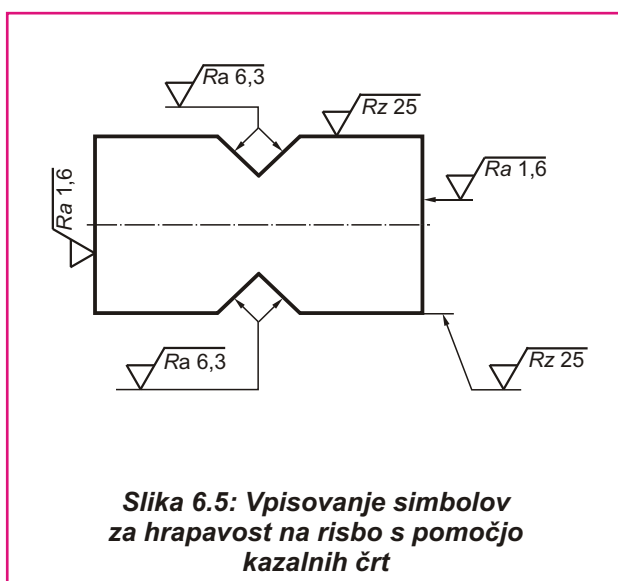 Ra 6,3
Rz 25
Ra 1,6
Ra 1,6
Ra 6,3
Rz 25
Slika 6.5: Vpisovanje simbolov
za hrapavost na risbo s pomočjo
kazalnih črt